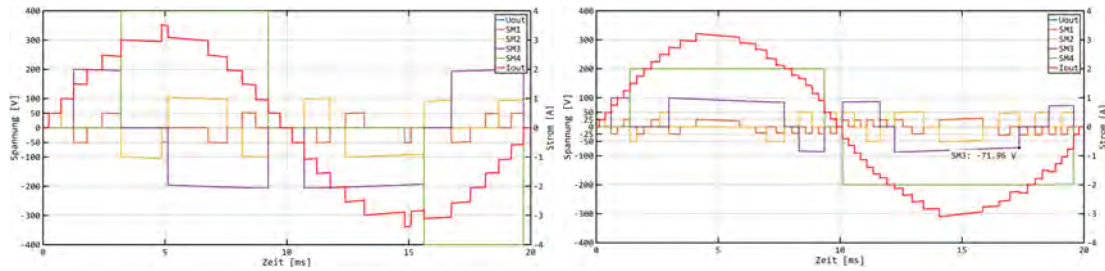 400
300
200
100
50
0
-50
-100
-200
-300
-400
Spannung [V]
0
5
10
15
20
Zeit [ms]
4
3
2
1
0
-1
-2
-3
-4
Strom [A]
Uout
SM1
SM2
SM3
SM4
Iout
400
300
200
100
50
25
0
-25
-50
-100
-200
-300
-400
Spannung [V]
0
5
10
15
20
Zeit [ms]
4
3
2
1
0
-1
-2
-3
-4
Strom [A]
Uout
SM1
SM2
SM3
SM4
Iout
SM3: -71.96 V